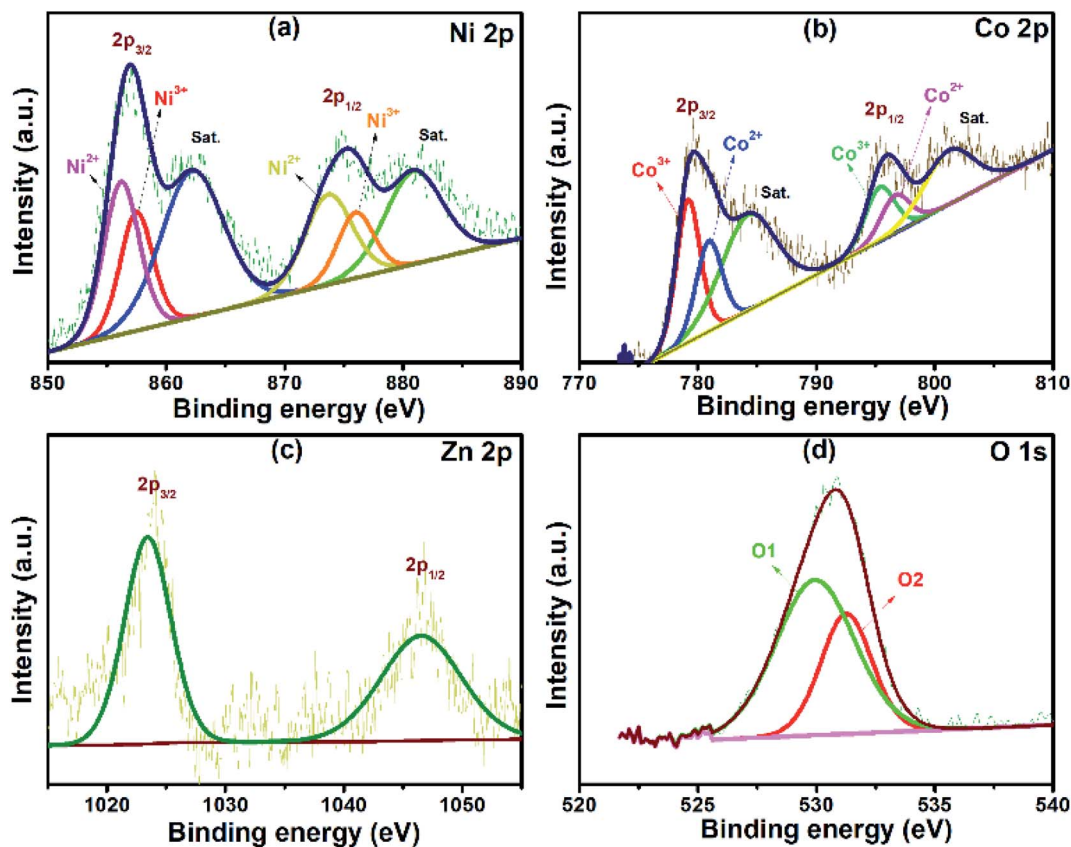 (a) Ni 2p
2p3/2
Ni3+
Ni2+
Sat.
2p1/2
Ni3+
Ni2+
Sat.
Intensity (a.u.)
850 860 870 880 890
Binding energy (eV)
(b) Co 2p
2p3/2
Co3+
Co2+
Sat.
2p1/2
Co2+
Co3+
Sat.
Intensity (a.u.)
770 780 790 800 810
Binding energy (eV)
(c) Zn 2p
2p3/2
2p1/2
Intensity (a.u.)
1020 1030 1040 1050
Binding energy (eV)
(d) O 1s
O1
O2
Intensity (a.u.)
520 525 530 535 540
Binding energy (eV)